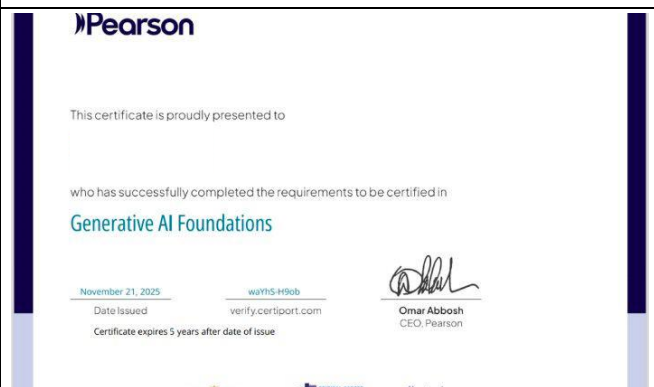 Pearson
This certificate is proudly presented to
who has successfully completed the requirements to be certified in
Generative AI Foundations
November 21, 2025
waYhS-H9ob
Date Issued
verify.certiport.com
Omar Abbosh
CEO, Pearson
Certificate expires 5 years after date of issue